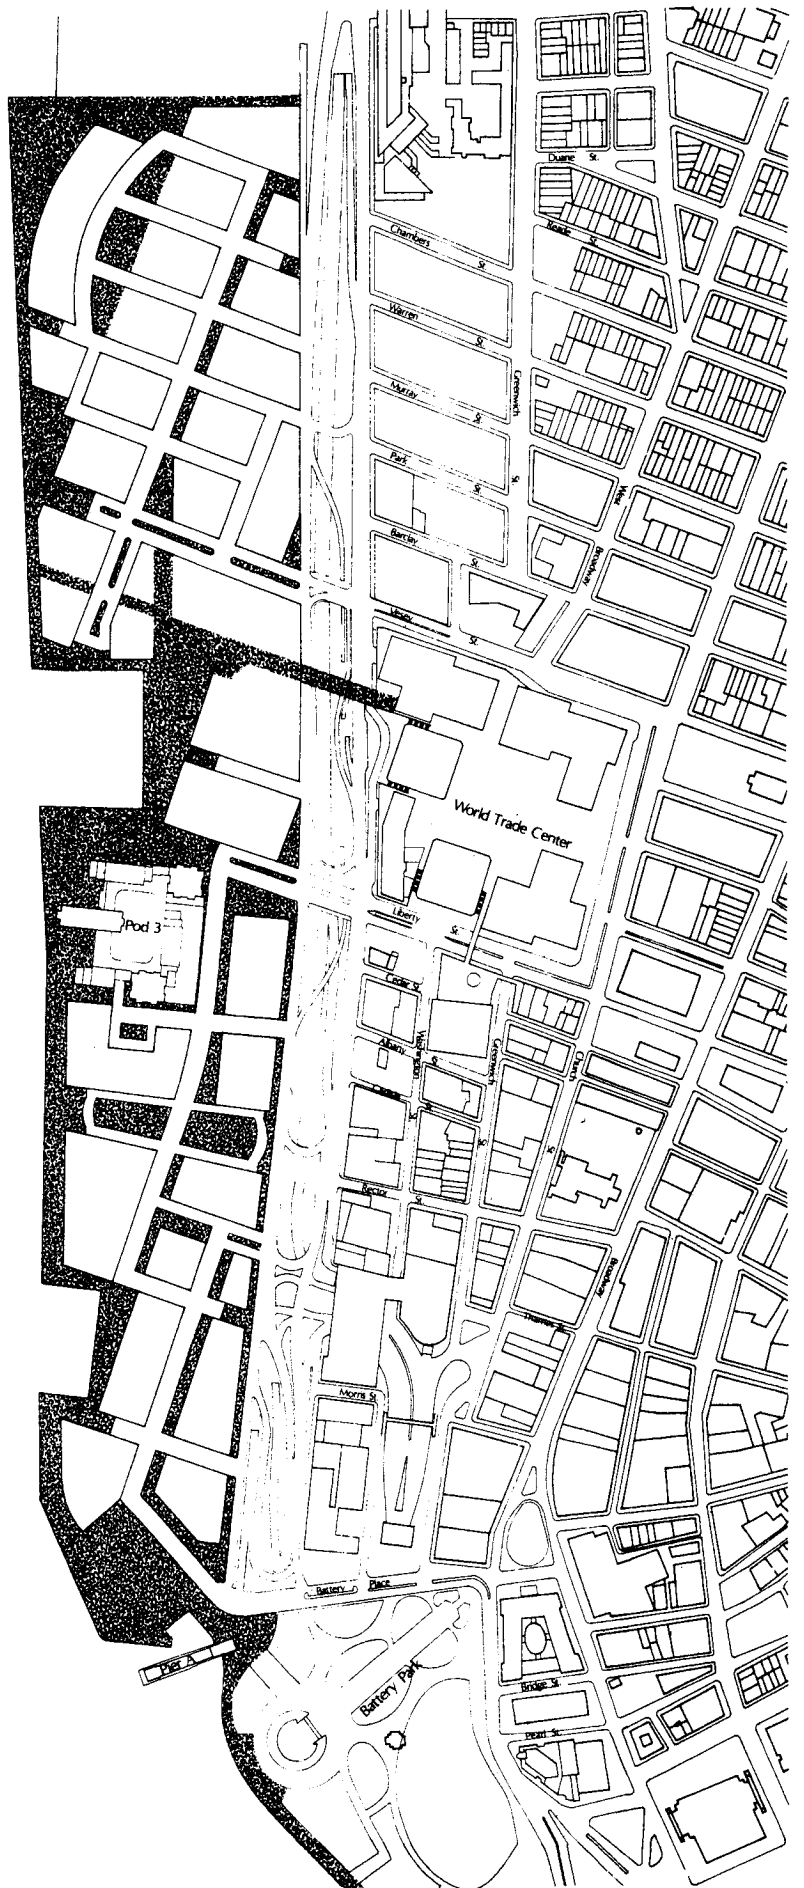 Duane St.
Reade St.
Chambers St.
Warren St.
Greenwich St.
Murray St.
Park St.
West Broadway
Barclay St.
Vesey St.
World Trade Center
Pod 3
Liberty St.
Cedar St.
Washington St.
Albany St.
Greenwich St.
Church St.
Rector St.
Broadway
Thames St.
Morris St.
Battery Place
Pier A
Battery Park
Bridge St.
Pearl St.